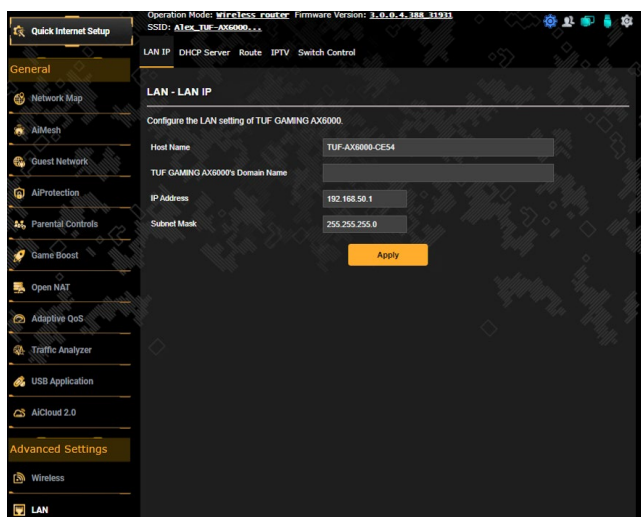 Operation Mode: Wireless router Firmware Version: 3.0.0.4.388_31931
SSID: Alex_TUF-AX6000...
Quick Internet Setup
General
Network Map
AiMesh
Guest Network
AiProtection
Parental Controls
Game Boost
Open NAT
Adaptive QoS
Traffic Analyzer
USB Application
AiCloud 2.0
Advanced Settings
Wireless
LAN
LAN IP DHCP Server Route IPTV Switch Control
LAN - LAN IP
Configure the LAN setting of TUF GAMING AX6000.
Host Name TUF-AX6000-CE54
TUF GAMING AX6000's Domain Name
IP Address 192.168.50.1
Subnet Mask 255.255.255.0
Apply